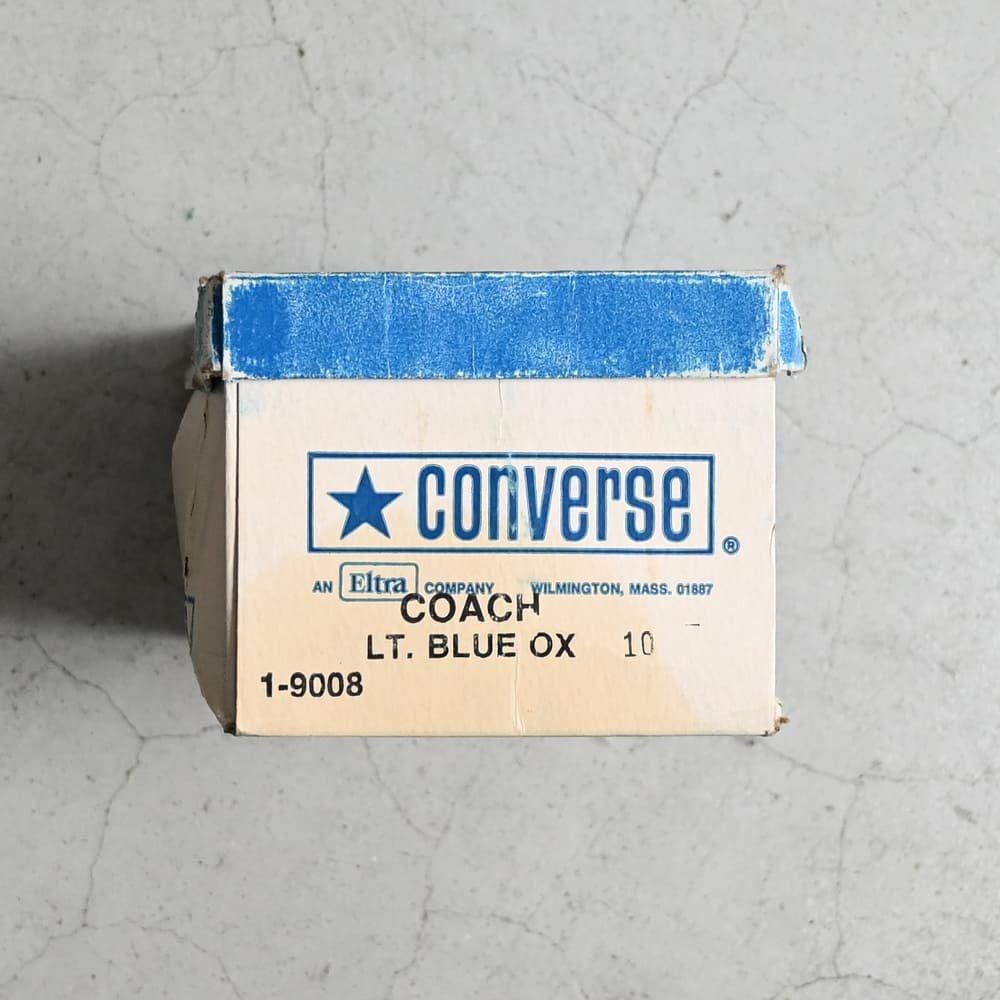 ★ converse ®
AN Eltra COMPANY WILMINGTON, MASS. 01887
COACH
LT. BLUE OX 10
1-9008